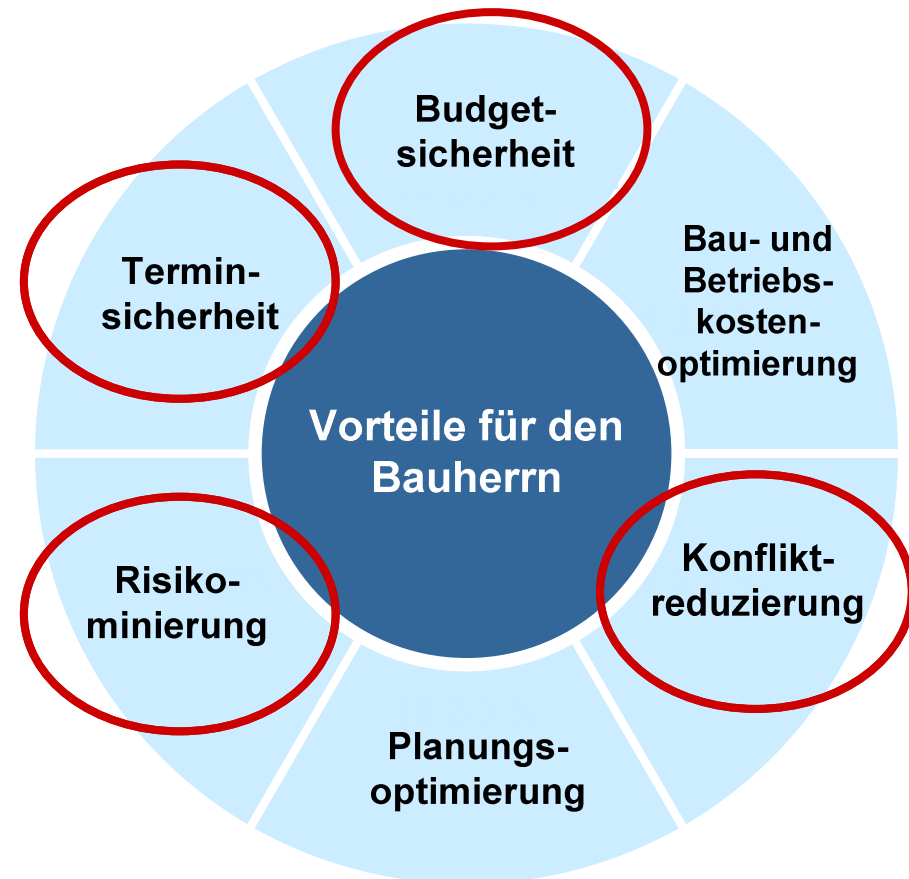 Budget-
sicherheit
Bau- und
Betriebs-
kosten-
optimierung
Konflikt-
reduzierung
Planungs-
optimierung
Risiko-
minierung
Termin-
sicherheit
Vorteile für den
Bauherrn